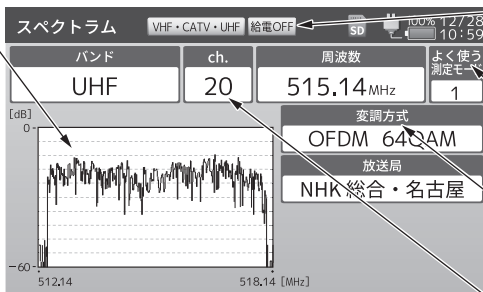 スペクトラム VHF・CATV・UHF 給電OFF SD 100% 12/28
10:59
バンド ch. 周波数 よく使う
測定モード
UHF 20 515.14MHz 1
[dB] 変調方式
0 OFDM 64QAM
放送局
NHK総合・名古屋
-60
512.14 518.14 [MHz]